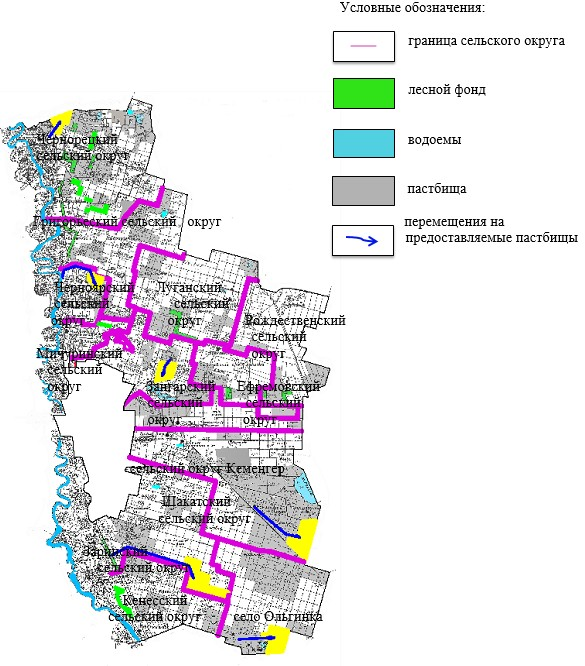 Условные обозначения:
граница сельского округа
лесной фонд
водоемы
пастбища
перемещения на
предоставляемые пастбищы
Чернорецкий
сельский округ
Григорьеский сельский округ
Черноярский
сельский
округ
Луганский
сельский
округ
Рождественский
сельский
округ
Мичуринский
сельский
округ
Зангарский
сельский
округ
Ефремовский
сельский
округ
сельский округ Кеменгер
Шакатский
сельский округ
Заринский
сельский округ
Кенесский
сельский округ
село Ольгинка